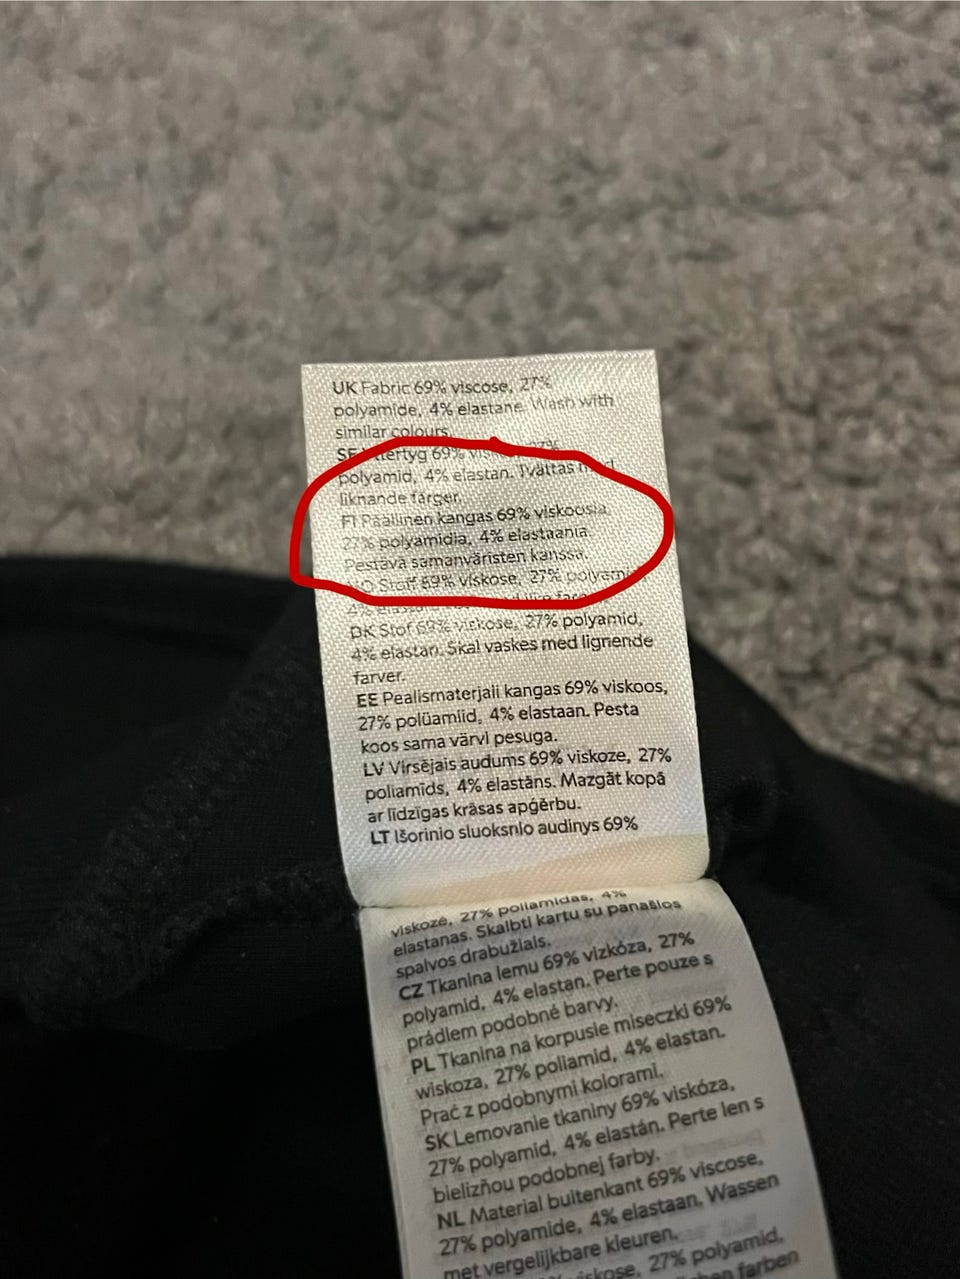 UK Fabric 69% viscose, 27%
polyamide, 4% elastane. Wash with
similar colours.
SE 69% 27%
polyamid, 4% elastan. Tvättas
liknande färger.
FI Päällinen kangas 69% viskoosia,
27% polyamidia, 4% elastaania.
Pestävä samanväristen kanssa.
Stoff 69% viskose, 27% polyamid,
4%
DK Stof 69% viskose, 27% polyamid,
4% elastan. Skal vaskes med lignende
farver.
EE Pealismaterjali kangas 69% viskoos,
27% polüamiid, 4% elastaan. Pesta
koos sama värvi pesuga.
LV Virsējais audums 69% viskoze, 27%
poliamīds, 4% elastāns. Mazgāt kopā
ar līdzīgas krāsas apģērbu.
LT Išorinio sluoksnio audinys 69%
viskozė, 27% poliamidas, 4%
elastanas. Skalbti kartu su panašios
spalvos drabužiais.
CZ Tkanina lemu 69% vizkóza, 27%
polyamid, 4% elastan. Perte pouze s
prádlem podobné barvy.
PL Tkanina na korpusie miseczki 69%
wiskoza, 27% poliamid, 4% elastan.
Prać z podobnymi kolorami.
SK Lemovanie tkaniny 69% viskóza,
27% polyamid, 4% elastán. Perte len s
bielizňou podobnej farby.
NL Material buitenkant 69% viscose,
27% polyamide, 4% elastaan. Wassen
met vergelijkbare kleuren.
27% polyamid,
farben